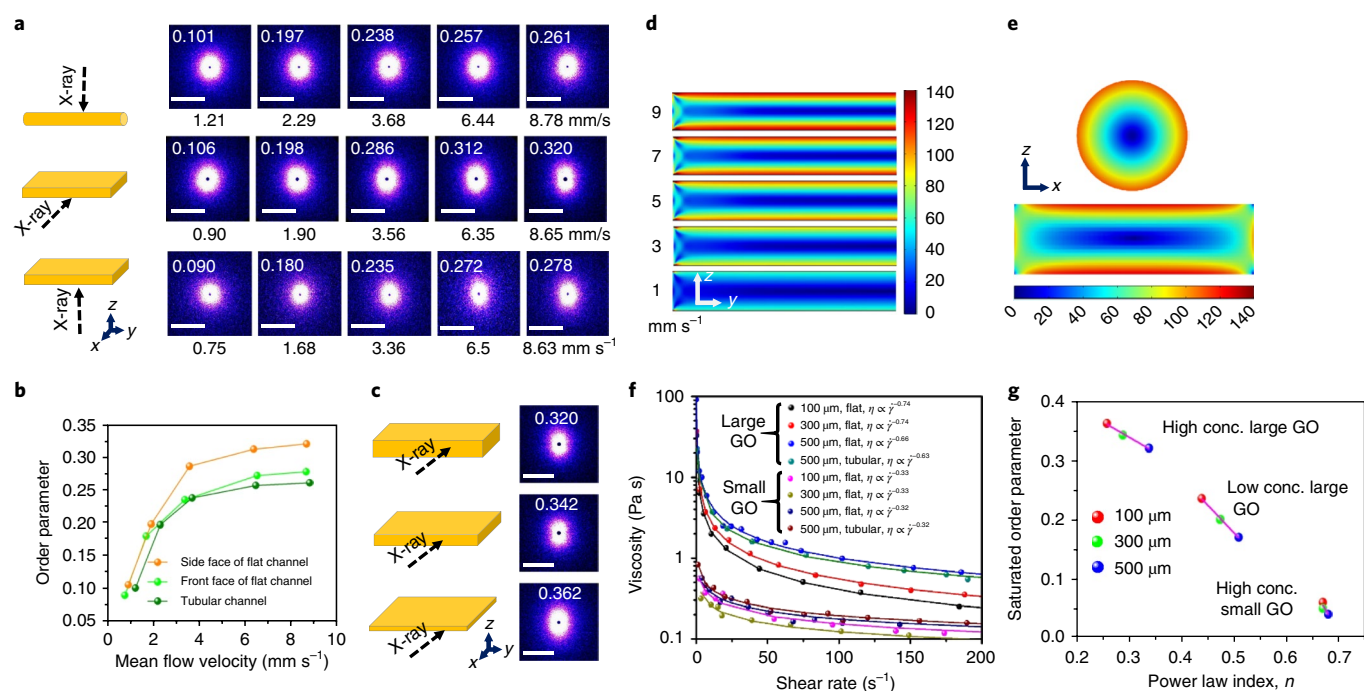 a
X-ray
0.101 0.197 0.238 0.257 0.261
1.21 2.29 3.68 6.44 8.78 mm/s
X-ray
0.106 0.198 0.286 0.312 0.320
0.90 1.90 3.56 6.35 8.65 mm/s
X-ray
0.090 0.180 0.235 0.272 0.278
0.75 1.68 3.36 6.5 8.63 mm s⁻¹
z
y
x
b
Order parameter
0.35
0.30
0.25
0.20
0.15
0.10
0.05
Side face of flat channel
Front face of flat channel
Tubular channel
0 2 4 6 8 10
Mean flow velocity (mm s⁻¹)
c
X-ray
0.320
X-ray
0.342
X-ray
0.362
z
y
x
d
9
7
5
3
1
mm s⁻¹
z
y
140
120
100
80
60
40
20
0
e
z
x
0 20 40 60 80 100 120 140
f
Viscosity (Pa s)
100
10
1
0.1
Large GO
100 μm, flat, η ∝ γ̇⁻⁰·⁷⁴
300 μm, flat, η ∝ γ̇⁻⁰·⁷⁴
500 μm, flat, η ∝ γ̇⁻⁰·⁶⁶
500 μm, tubular, η ∝ γ̇⁻⁰·⁶³
Small GO
100 μm, flat, η ∝ γ̇⁻⁰·³³
300 μm, flat, η ∝ γ̇⁻⁰·³³
500 μm, flat, η ∝ γ̇⁻⁰·³²
500 μm, tubular, η ∝ γ̇⁻⁰·³²
0 50 75 100 150 200
Shear rate (s⁻¹)
g
Saturated order parameter
0.4
0.3
0.2
0.1
0.0
High conc. large GO
Low conc. large
GO
100 μm
300 μm
500 μm
High conc.
small GO
0.2 0.3 0.4 0.5 0.6 0.7
Power law index, n